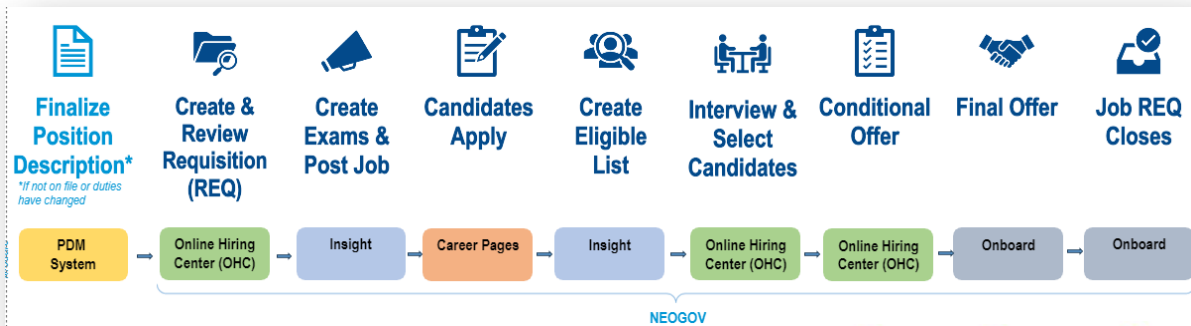 Finalize
Position
Description*
*If not on file or duties
have changed
Create &
Review
Requisition
(REQ)
Create
Exams &
Post Job
Candidates
Apply
Create
Eligible
List
Interview &
Select
Candidates
Conditional
Offer
Final Offer
Job REQ
Closes
PDM
System
Online Hiring
Center (OHC)
Insight
Career Pages
Insight
Online Hiring
Center (OHC)
Online Hiring
Center (OHC)
Onboard
Onboard
NEOGOV